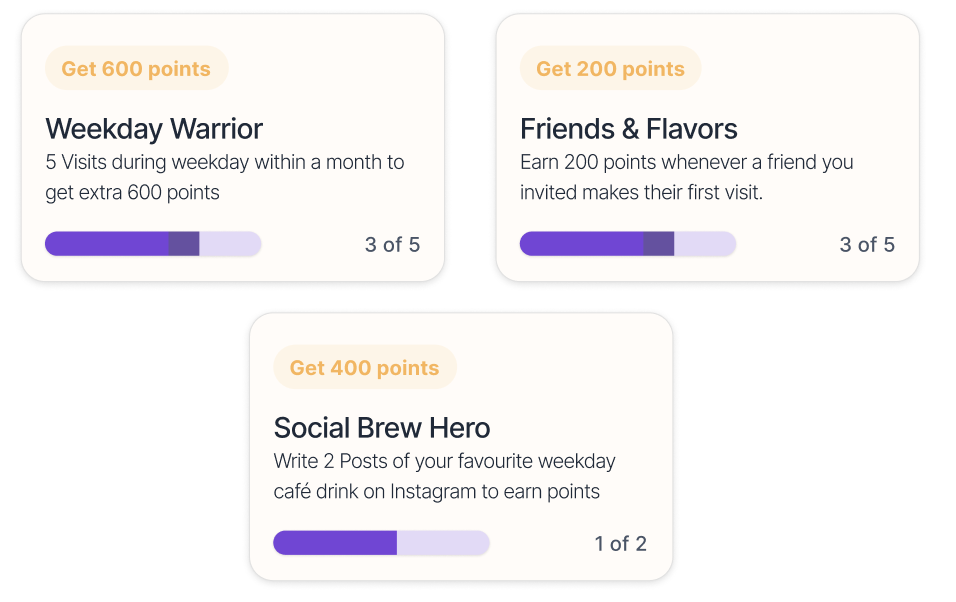 Get 600 points
Weekday Warrior
5 Visits during weekday within a month to
get extra 600 points
3 of 5
Get 200 points
Friends & Flavors
Earn 200 points whenever a friend you
invited makes their first visit.
3 of 5
Get 400 points
Social Brew Hero
Write 2 Posts of your favourite weekday
café drink on Instagram to earn points
1 of 2